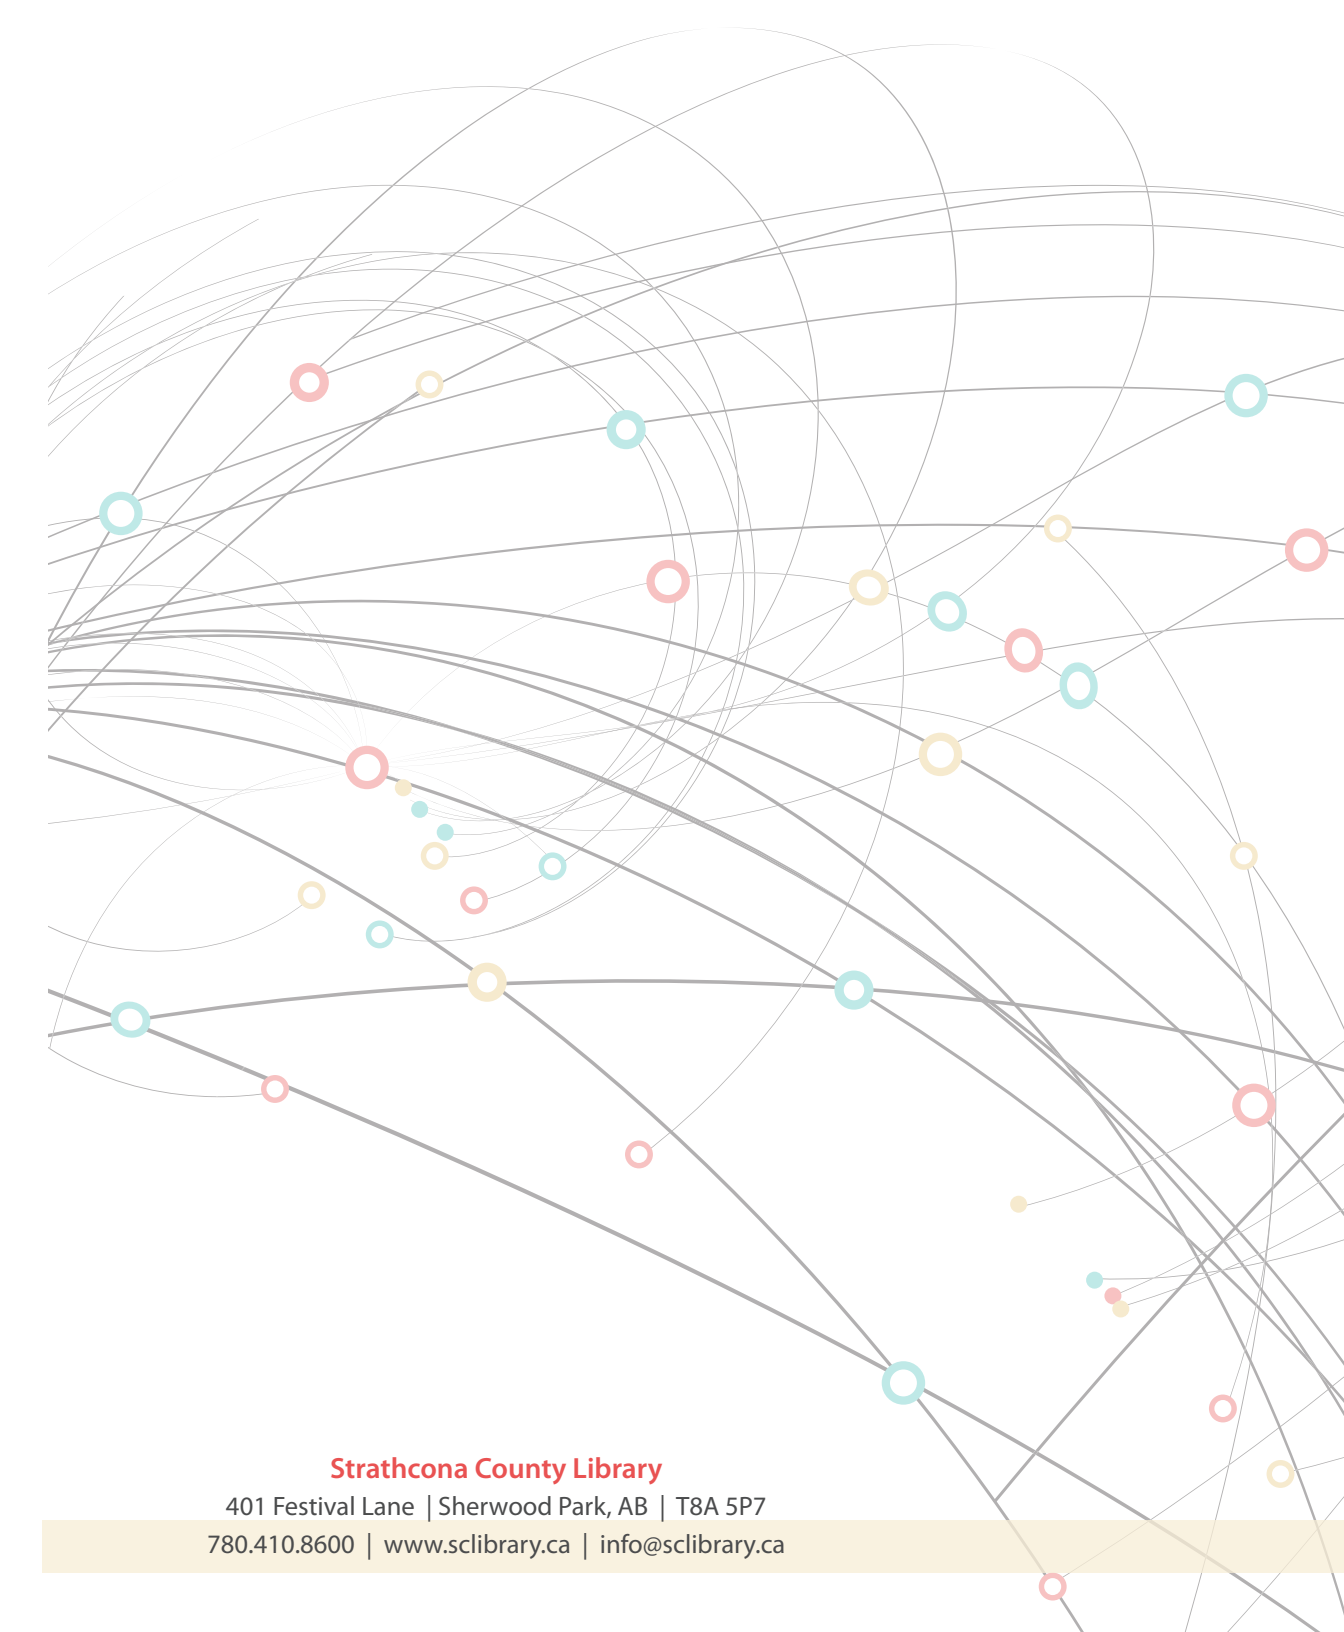 Strathcona County Library
401 Festival Lane | Sherwood Park, AB | T8A 5P7
780.410.8600 | www.sclibrary.ca | info@sclibrary.ca